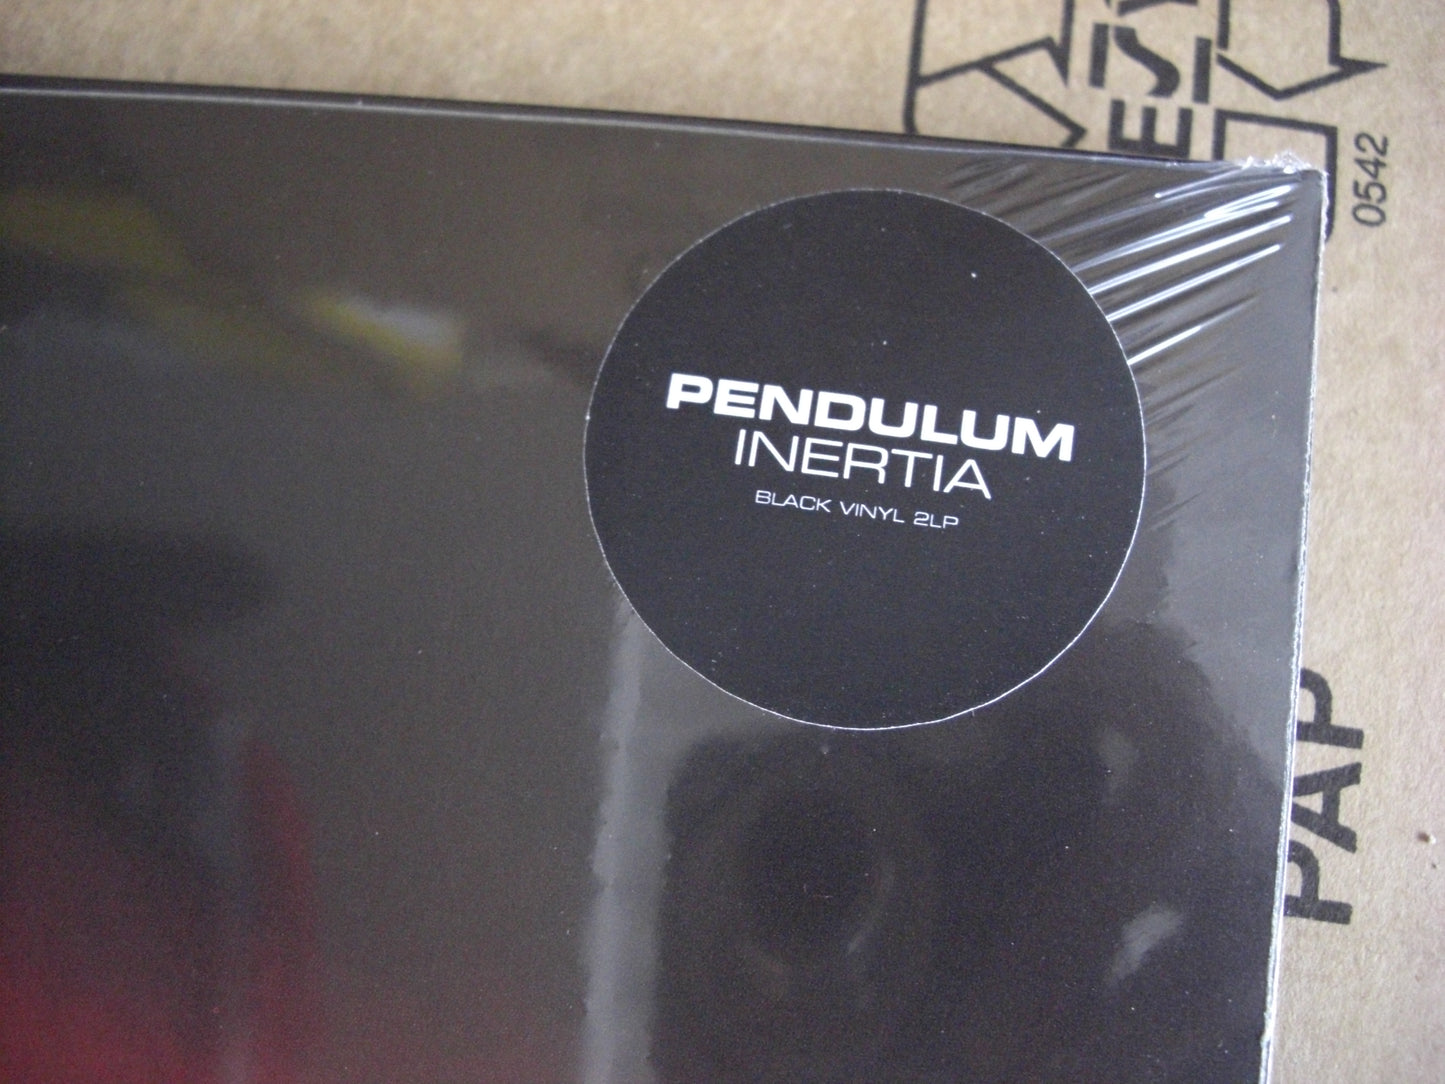 PENDULUM
INERTIA
BLACK VINYL 2LP
0542
PAP